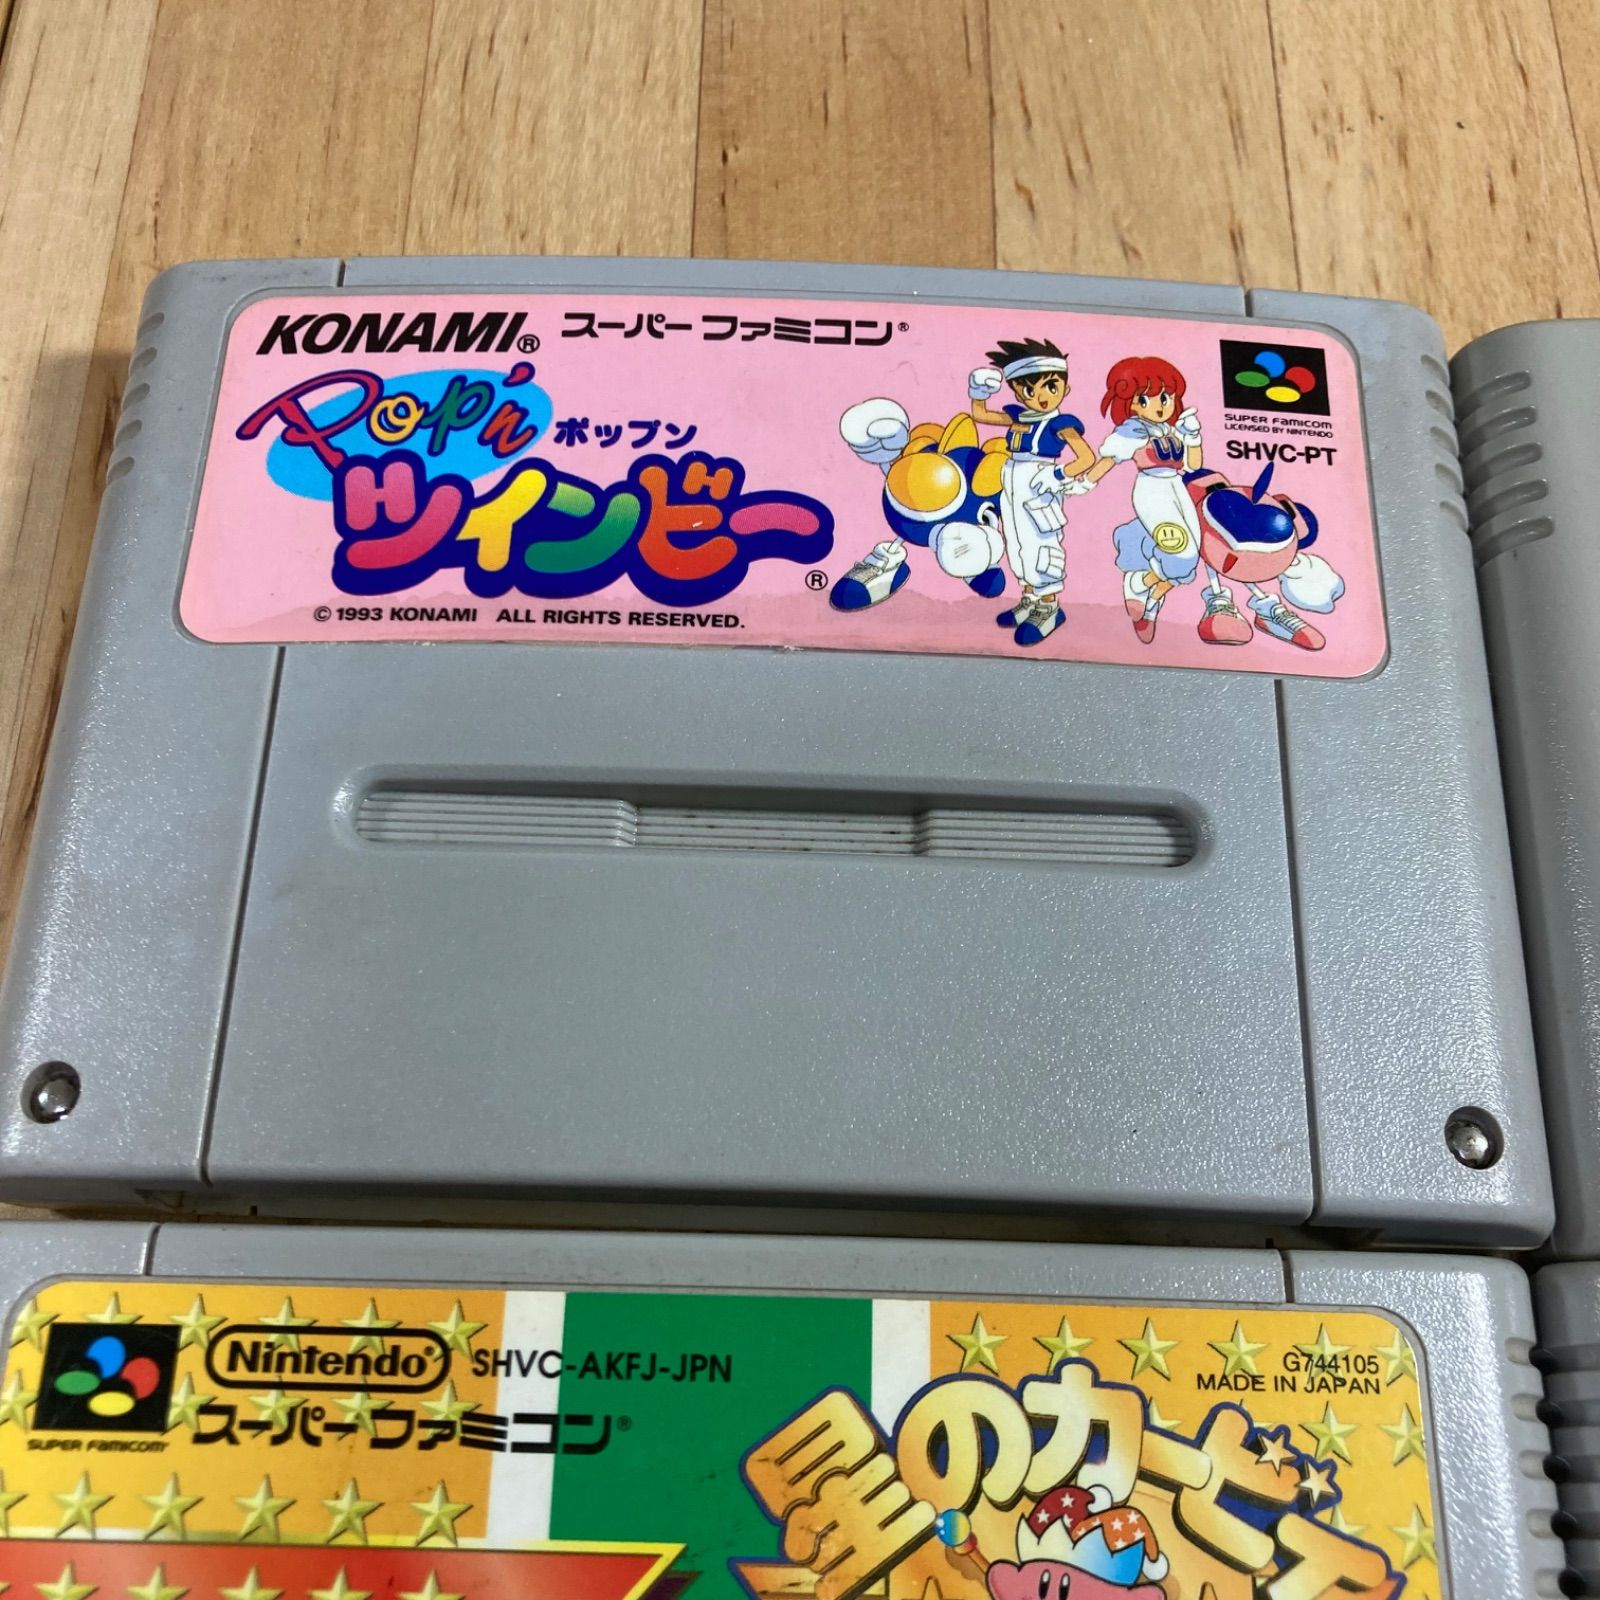 KONAMI® スーパーファミコン®
Pop'n ポップン
ツインビー®
© 1993 KONAMI ALL RIGHTS RESERVED.
SUPER FAMICOM
LICENSED BY NINTENDO
SHVC-PT
Nintendo® SHVC-AKFJ-JPN
スーパーファミコン®
SUPER FAMICOM
G744105
MADE IN JAPAN
星のカービィ